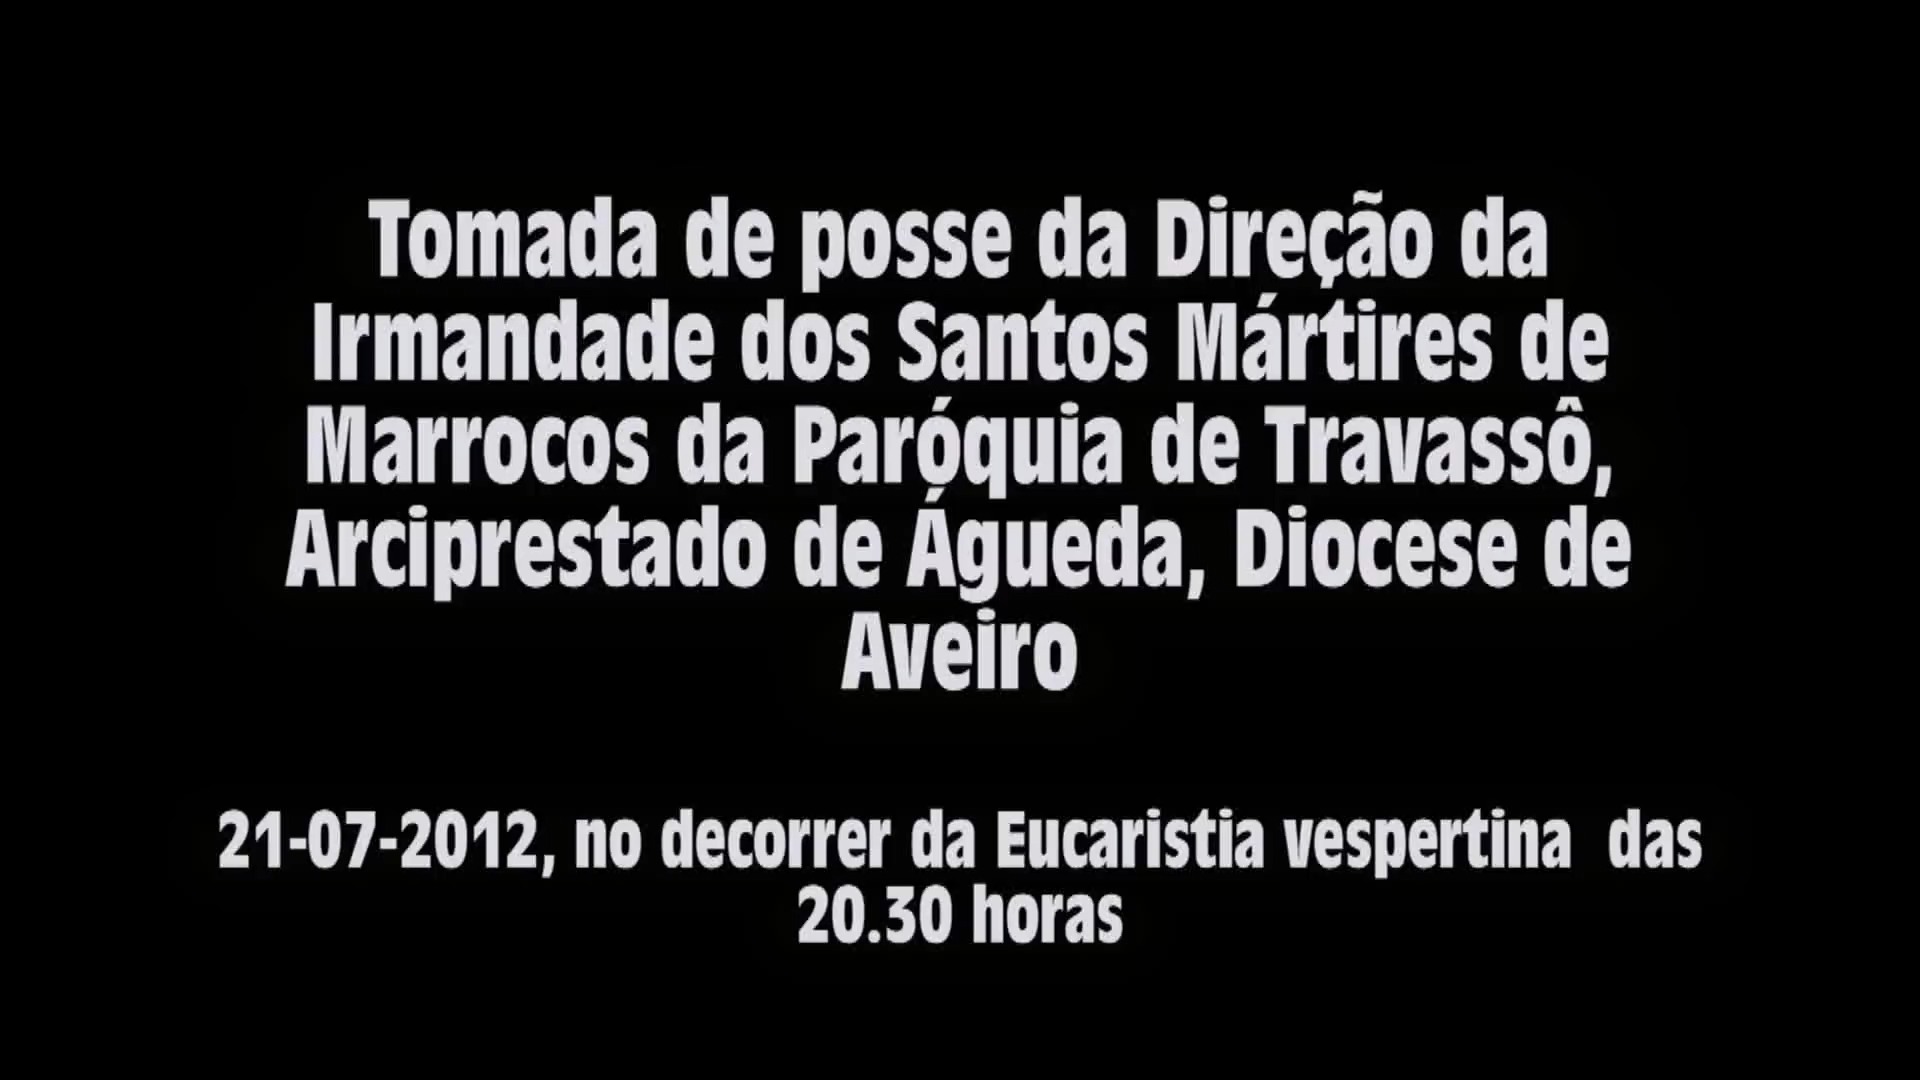 Tomada de posse da Direção da
Irmandade dos Santos Mártires de
Marrocos da Paróquia de Travassô,
Arciprestado de Águeda, Diocese de
Aveiro
21-07-2012, no decorrer da Eucaristia vespertina  das
20.30 horas